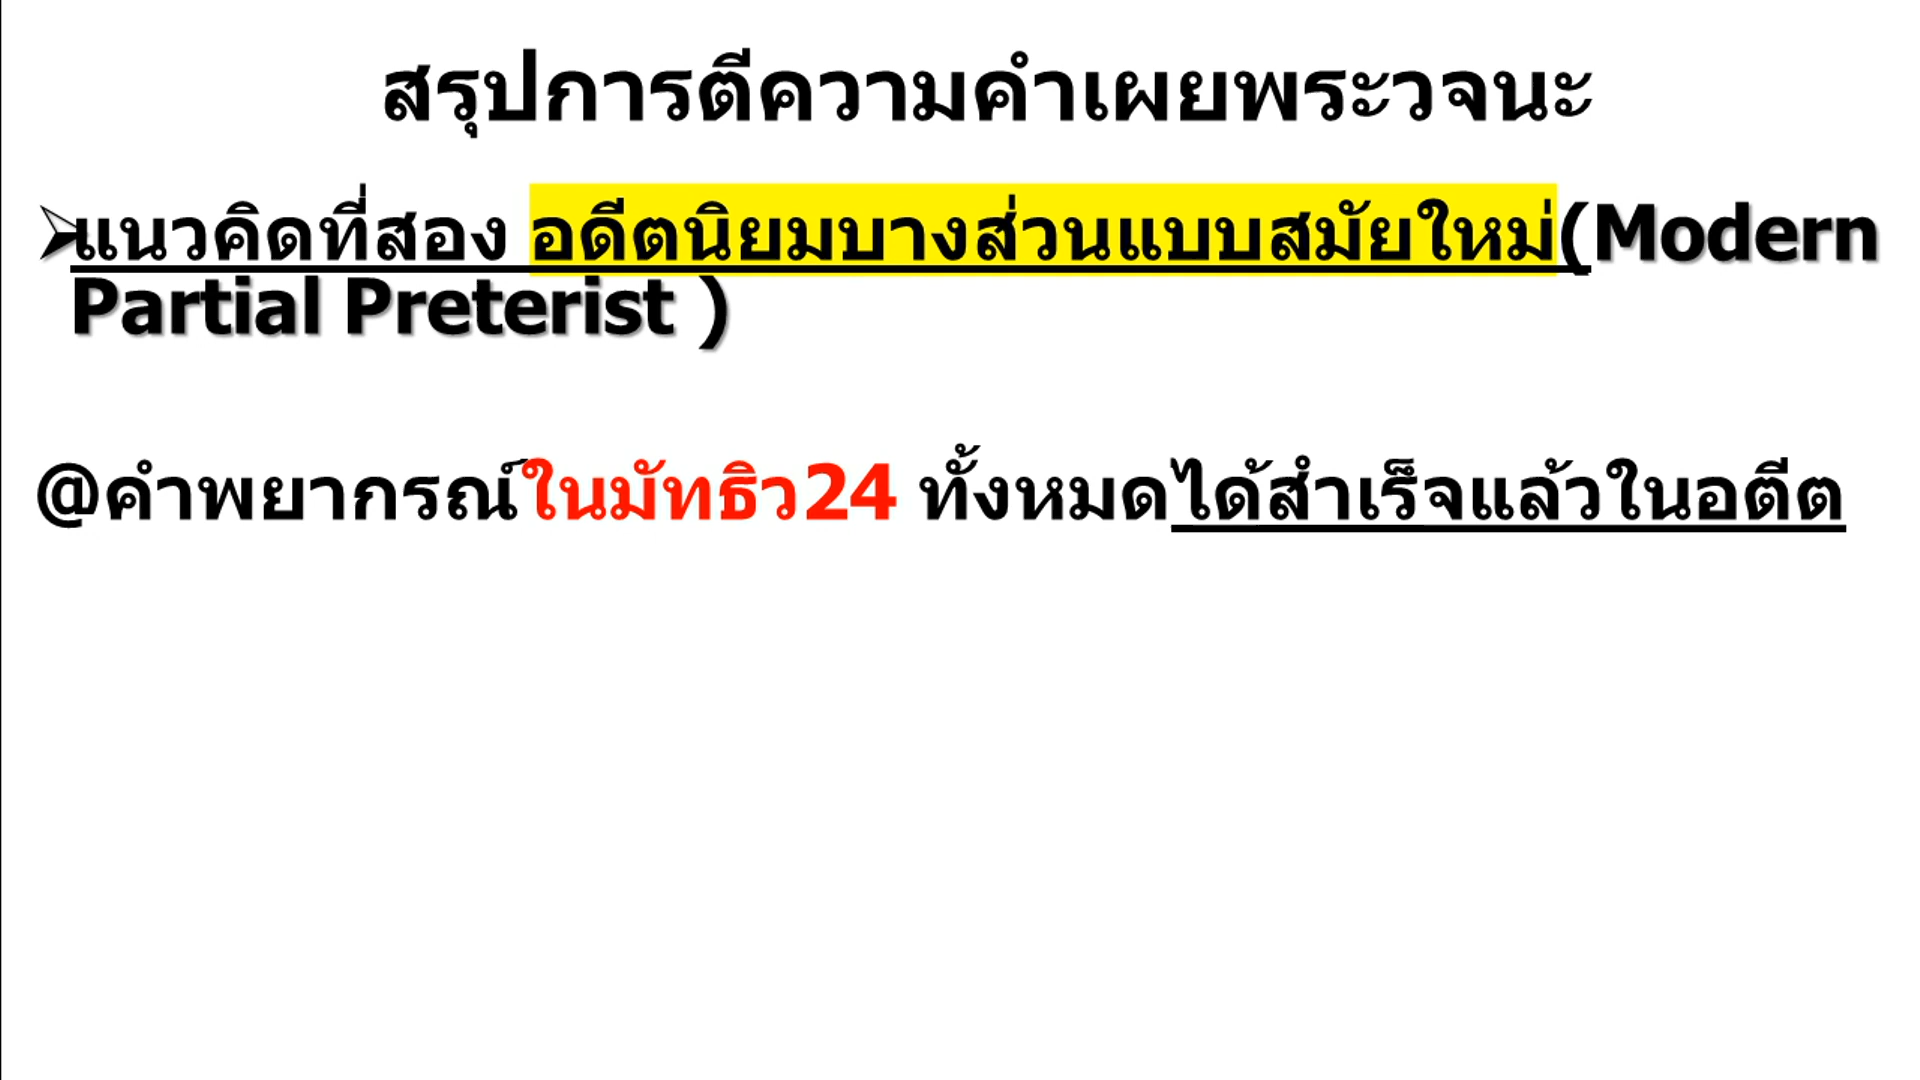 สรุปการตีความคำเผยพระวจนะ
➢แนวคิดที่สอง อดีตนิยมบางส่วนแบบสมัยใหม่(Modern
Partial Preterist )
@คำพยากรณ์ในมัทธิว24 ทั้งหมดได้สำเร็จแล้วในอตีต